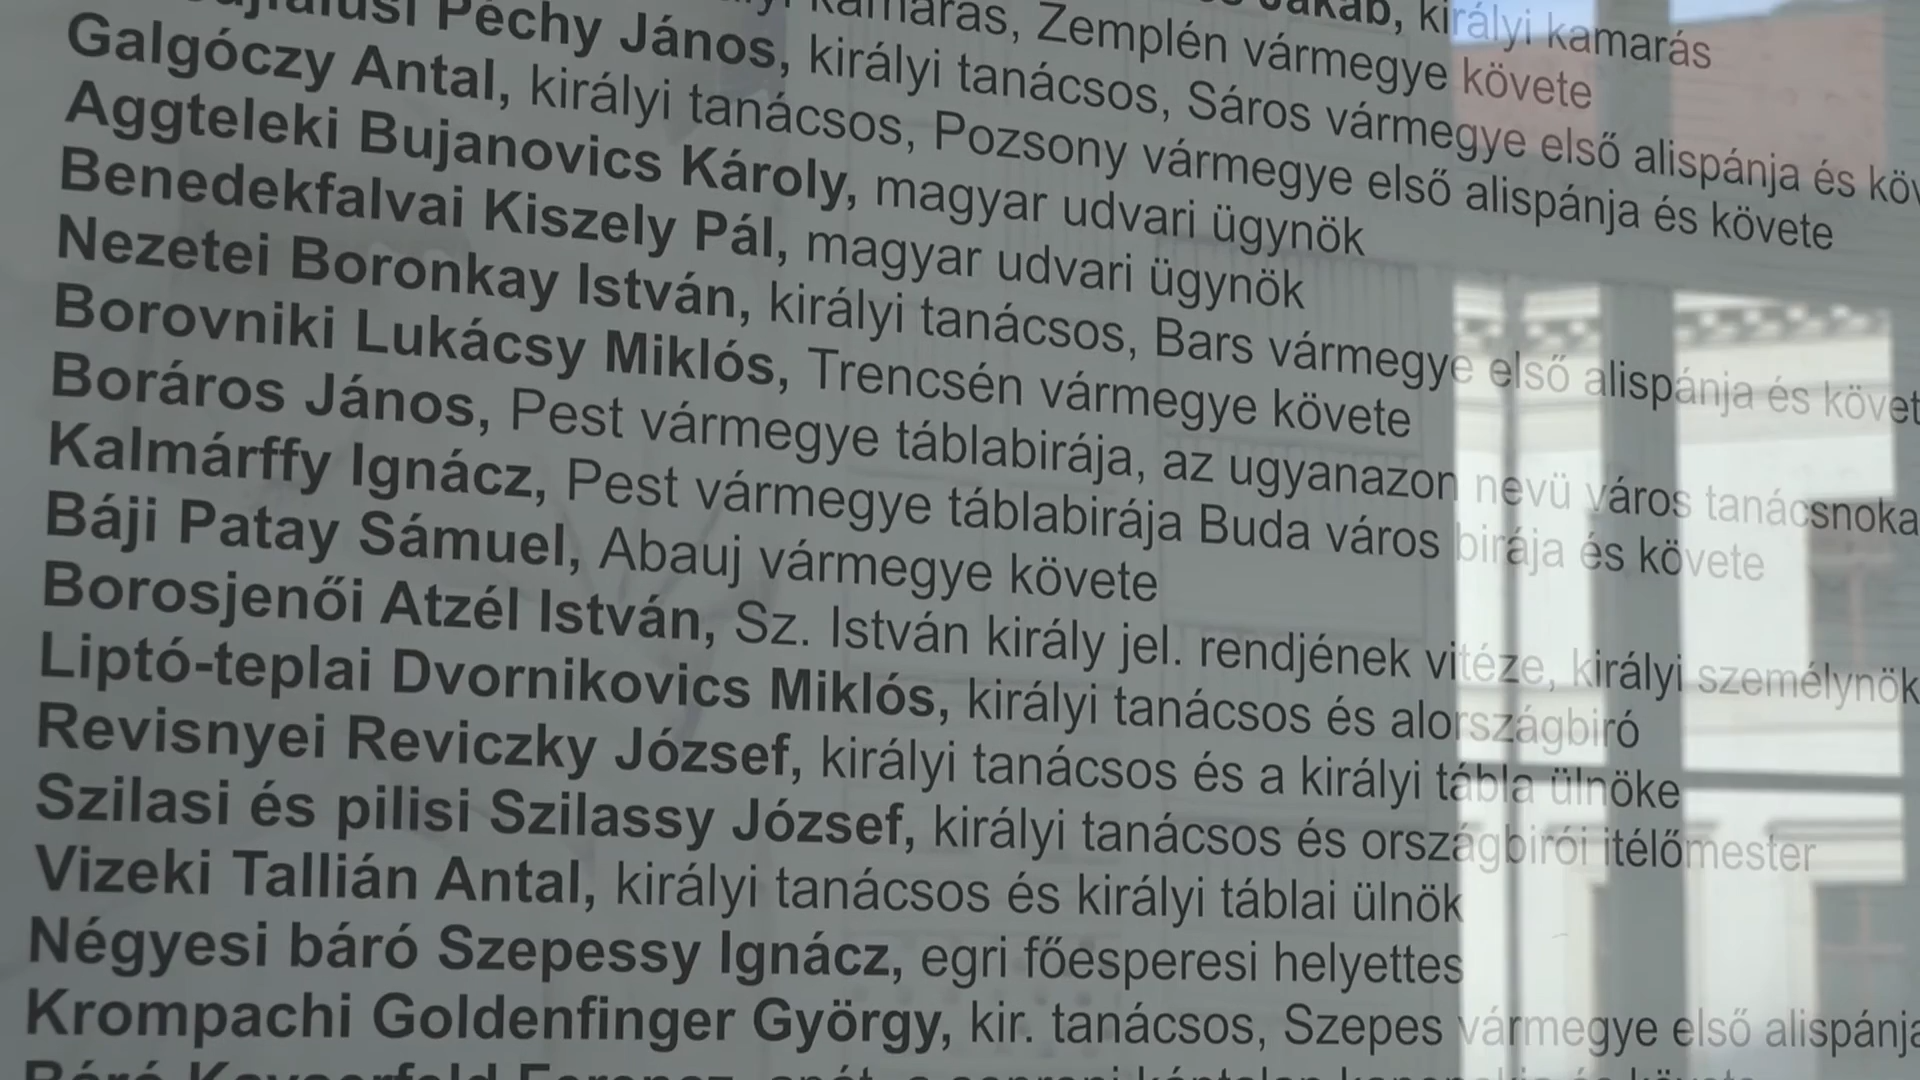 Jakab, királyi kamarás
kamarás, Zemplén vármegye követe
Péchy János, királyi tanácsos, Sáros vármegye első alispánja és
Galgóczy Antal, királyi tanácsos, Pozsony vármegye első alispánja és követe
Aggteleki Bujanovics Károly, magyar udvari ügynök
Benedekfalvai Kiszely Pál, magyar udvari ügynök
Nezetei Boronkay István, királyi tanácsos, Bars vármegye első alispánja és követ
Borovniki Lukácsy Miklós, Trencsén vármegye követe
Boráros János, Pest vármegye táblabirája, az ugyanazon nevü város tanácsnoka
Kalmárffy Ignácz, Pest vármegye táblabirája Buda város birája és követe
Báji Patay Sámuel, Abauj vármegye követe
Borosjenői Atzél István, Sz. István király jel. rendjének vitéze, királyi személynök
Liptó-teplai Dvornikovics Miklós, királyi tanácsos és alországbiró
Revisnyei Reviczky József, királyi tanácsos és a királyi tábla ülnöke
Szilasi és pilisi Szilassy József, királyi tanácsos és országbirói itélőmester
Vizeki Tallián Antal, királyi tanácsos és királyi táblai ülnök
Négyesi báró Szepessy Ignácz, egri főesperesi helyettes
Krompachi Goldenfinger György, kir. tanácsos, Szepes vármegye első alispánja